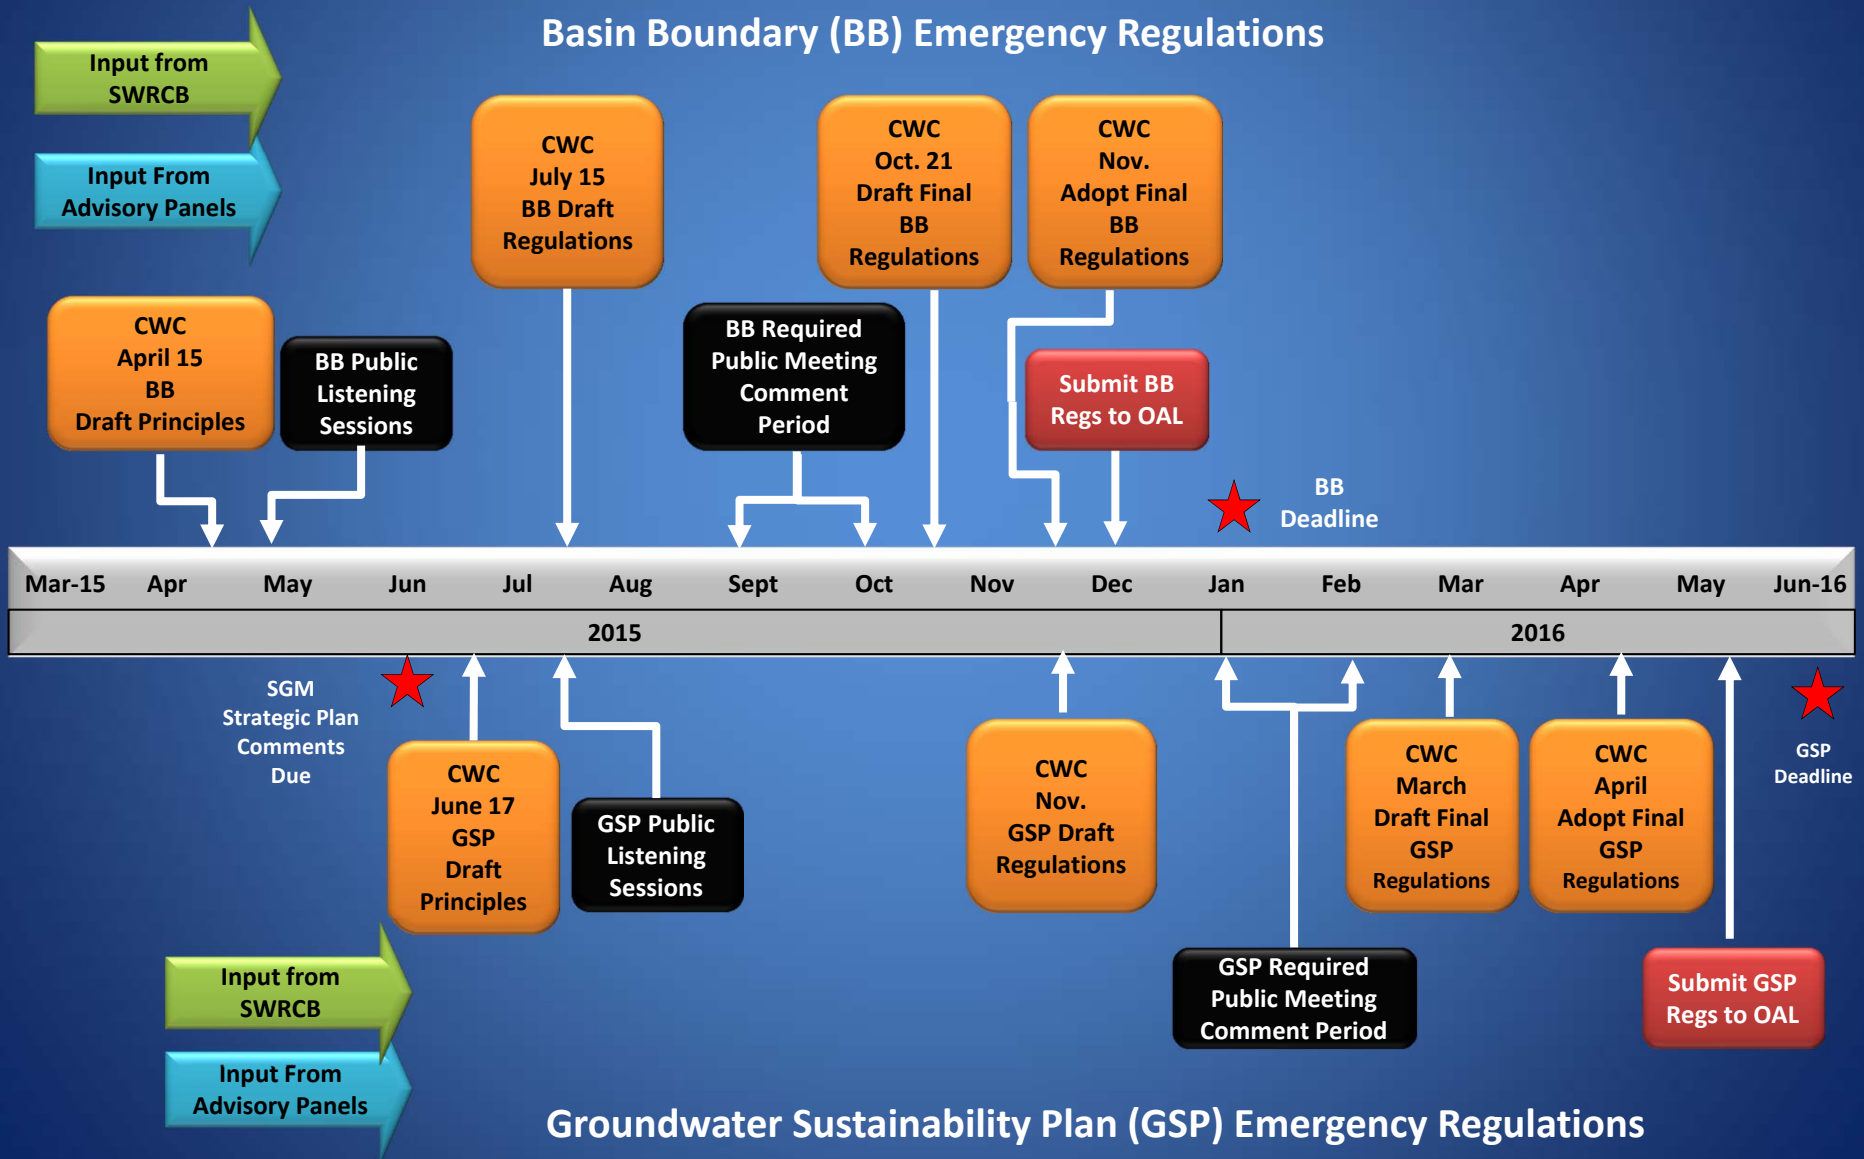 Basin Boundary (BB) Emergency Regulations
Input from
SWRCB
Input From
Advisory Panels
CWC
April 15
BB
Draft Principles
BB Public
Listening
Sessions
CWC
July 15
BB Draft
Regulations
BB Required
Public Meeting
Comment
Period
CWC
Oct. 21
Draft Final
BB
Regulations
CWC
Nov.
Adopt Final
BB
Regulations
Submit BB
Regs to OAL
BB
Deadline
Mar-15 Apr May Jun Jul Aug Sept Oct Nov Dec Jan Feb Mar Apr May Jun-16
2015 2016
SGM
Strategic Plan
Comments
Due
CWC
June 17
GSP
Draft
Principles
GSP Public
Listening
Sessions
CWC
Nov.
GSP Draft
Regulations
GSP Required
Public Meeting
Comment Period
CWC
March
Draft Final
GSP
Regulations
CWC
April
Adopt Final
GSP
Regulations
Submit GSP
Regs to OAL
GSP
Deadline
Input from
SWRCB
Input From
Advisory Panels
Groundwater Sustainability Plan (GSP) Emergency Regulations